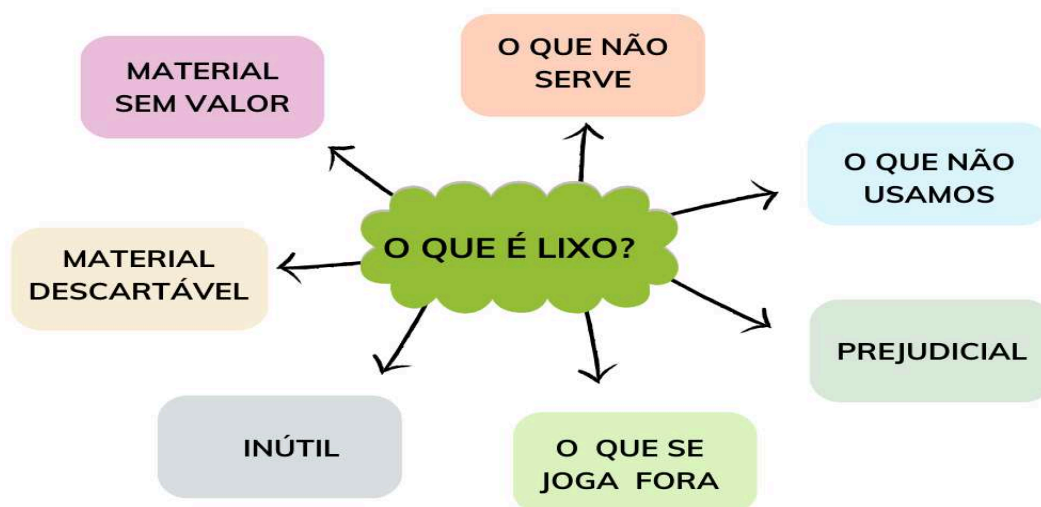 MATERIAL
SEM VALOR
O QUE NÃO
SERVE
O QUE NÃO
USAMOS
O QUE É LIXO?
MATERIAL
DESCARTÁVEL
PREJUDICIAL
INÚTIL
O QUE SE
JOGA FORA